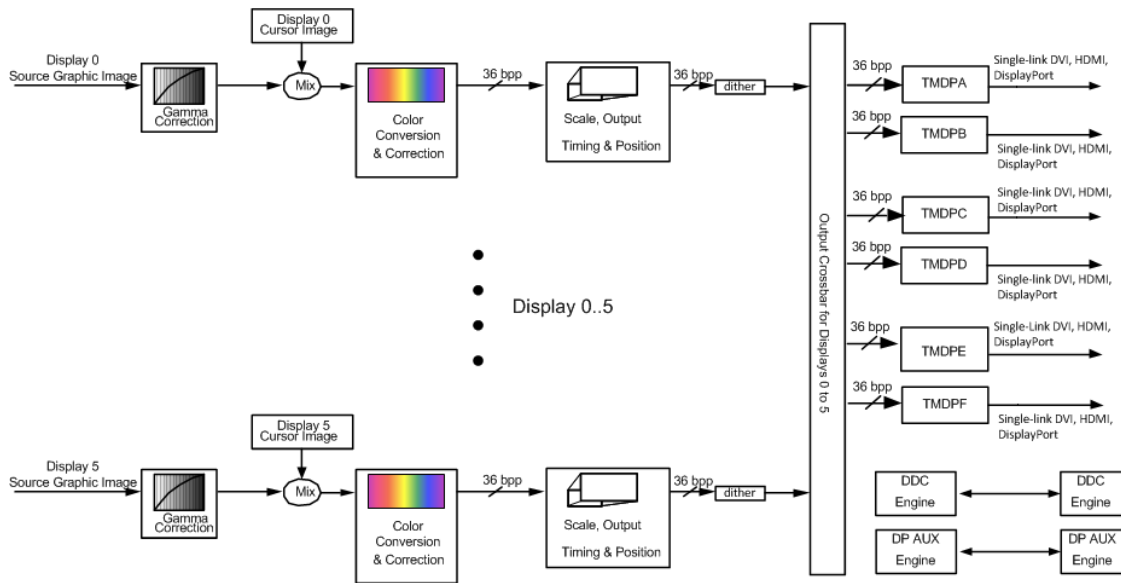 Display 0
Cursor Image
Display 0
Source Graphic Image
Gamma
Correction
Mix
Color
Conversion
& Correction
36 bpp
Scale, Output
Timing & Position
36 bpp
dither
Output Crossbar for Displays 0 to 5
36 bpp
TMDPA
Single-link DVI, HDMI,
DisplayPort
36 bpp
TMDPB
Single-link DVI, HDMI,
DisplayPort
36 bpp
TMDPC
Single-link DVI, HDMI,
DisplayPort
36 bpp
TMDPD
Single-link DVI, HDMI,
DisplayPort
36 bpp
TMDPE
Single-Link DVI, HDMI,
DisplayPort
36 bpp
TMDPF
Single-link DVI, HDMI,
DisplayPort
Display 0..5
Display 5
Cursor Image
Display 5
Source Graphic Image
Gamma
Correction
Mix
Color
Conversion
& Correction
36 bpp
Scale, Output
Timing & Position
36 bpp
dither
DDC
Engine
DDC
Engine
DP AUX
Engine
DP AUX
Engine